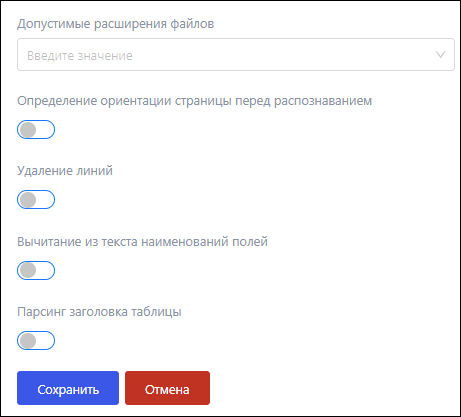 Допустимые расширения файлов
Введите значение
Определение ориентации страницы перед распознаванием
Удаление линий
Вычитание из текста наименований полей
Парсинг заголовка таблицы
Сохранить
Отмена